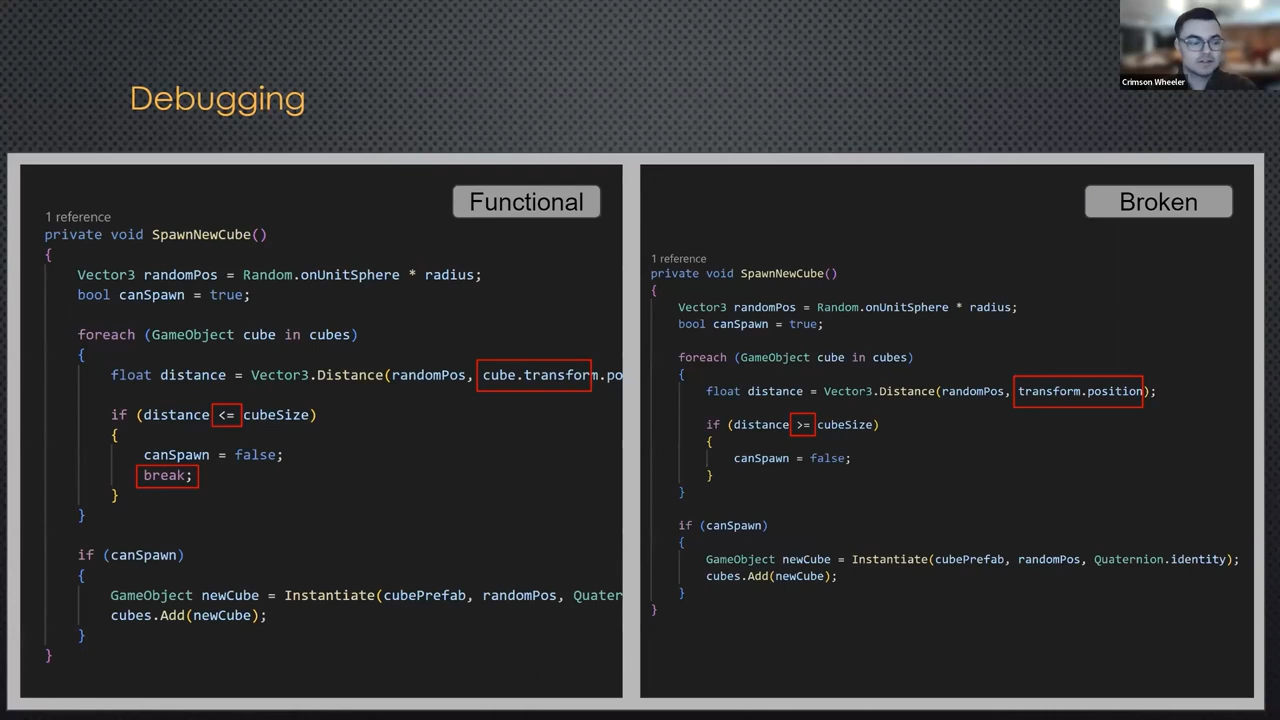 Crimson Wheeler
Debugging
Functional
1 reference
private void SpawnNewCube()
{
Vector3 randomPos = Random.onUnitSphere * radius;
bool canSpawn = true;
foreach (GameObject cube in cubes)
{
float distance = Vector3.Distance(randomPos, cube.transform.po
if (distance <= cubeSize)
{
canSpawn = false;
break;
}
}
if (canSpawn)
{
GameObject newCube = Instantiate(cubePrefab, randomPos, Quater
cubes.Add(newCube);
}
}
Broken
1 reference
private void SpawnNewCube()
{
Vector3 randomPos = Random.onUnitSphere * radius;
bool canSpawn = true;
foreach (GameObject cube in cubes)
{
float distance = Vector3.Distance(randomPos, transform.position);
if (distance >= cubeSize)
{
canSpawn = false;
}
}
if (canSpawn)
{
GameObject newCube = Instantiate(cubePrefab, randomPos, Quaternion.identity);
cubes.Add(newCube);
}
}